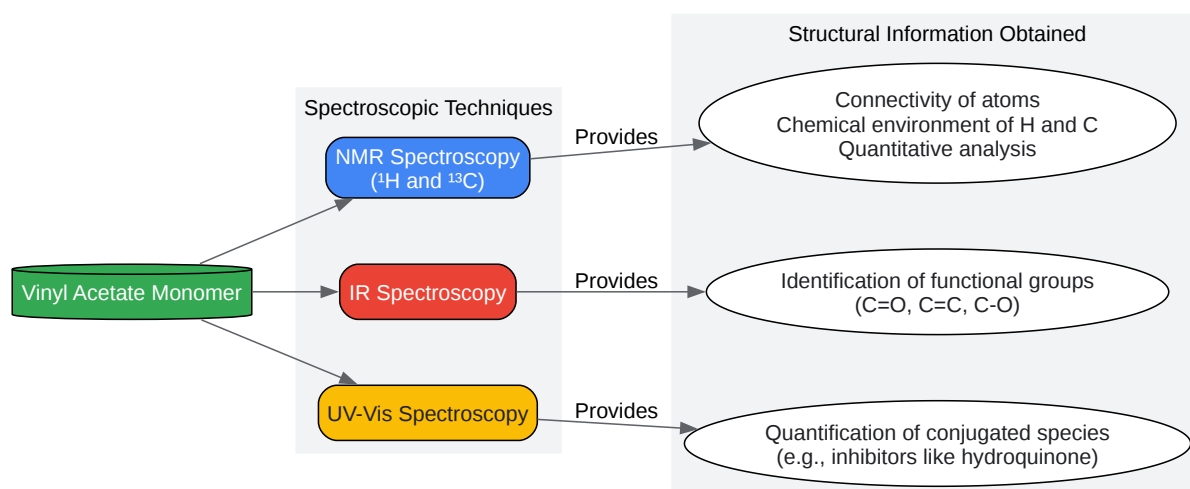 Structural Information Obtained
Spectroscopic Techniques
Vinyl Acetate Monomer
NMR Spectroscopy
(¹H and ¹³C)
Provides
Connectivity of atoms
Chemical environment of H and C
Quantitative analysis
IR Spectroscopy
Provides
Identification of functional groups
(C=O, C=C, C-O)
UV-Vis Spectroscopy
Provides
Quantification of conjugated species
(e.g., inhibitors like hydroquinone)